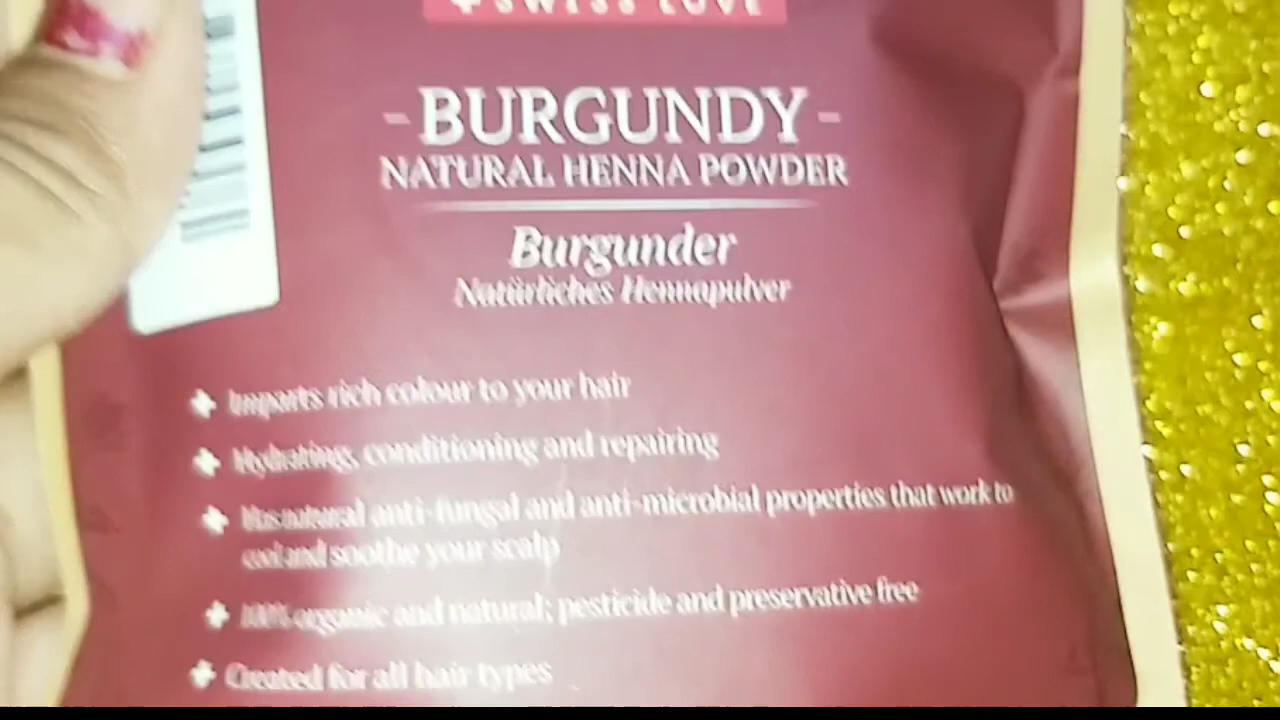 SWISS LOVE
- BURGUNDY -
NATURAL HENNA POWDER
Burgunder
Natürliches Hennapulver
Imparts rich colour to your hair
Hydrating, conditioning and repairing
Has natural anti-fungal and anti-microbial properties that work to
cool and soothe your scalp
100% organic and natural; pesticide and preservative free
Created for all hair types